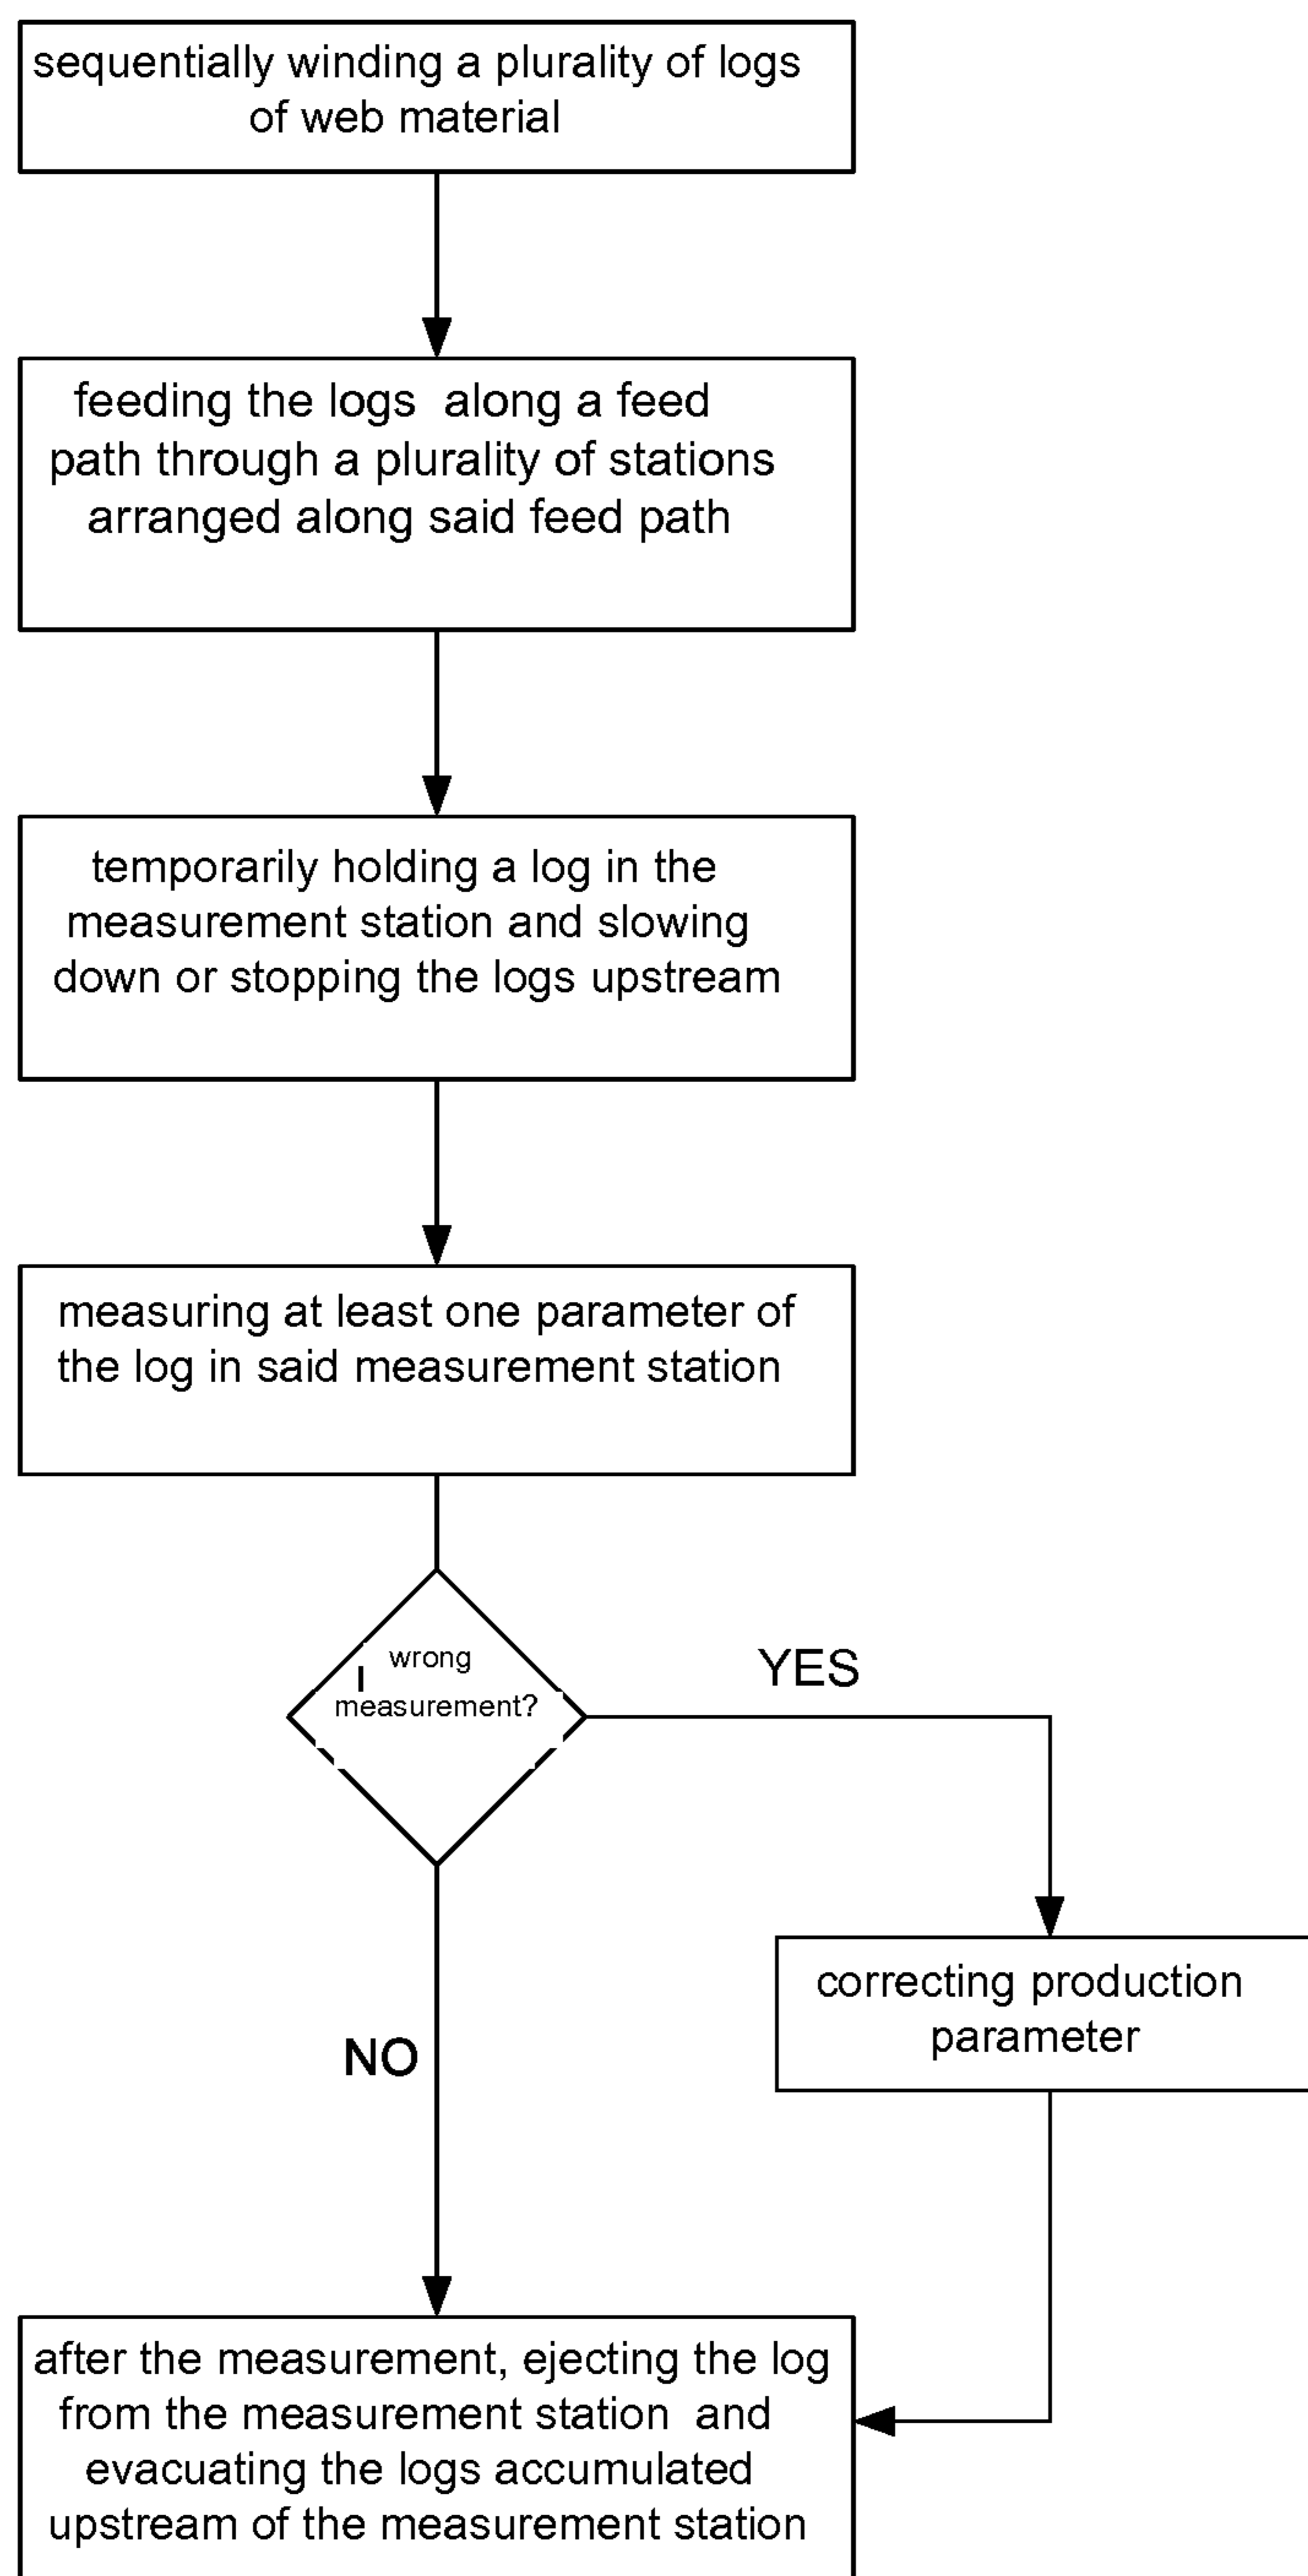 sequentially winding a plurality of logs
of web material
feeding the logs along a feed
path through a plurality of stations
arranged along said feed path
temporarily holding a log in the
measurement station and slowing
down or stopping the logs upstream
measuring at least one parameter of
the log in said measurement station
wrong
measurement?
YES
correcting production
parameter
NO
after the measurement, ejecting the log
from the measurement station and
evacuating the logs accumulated
upstream of the measurement station